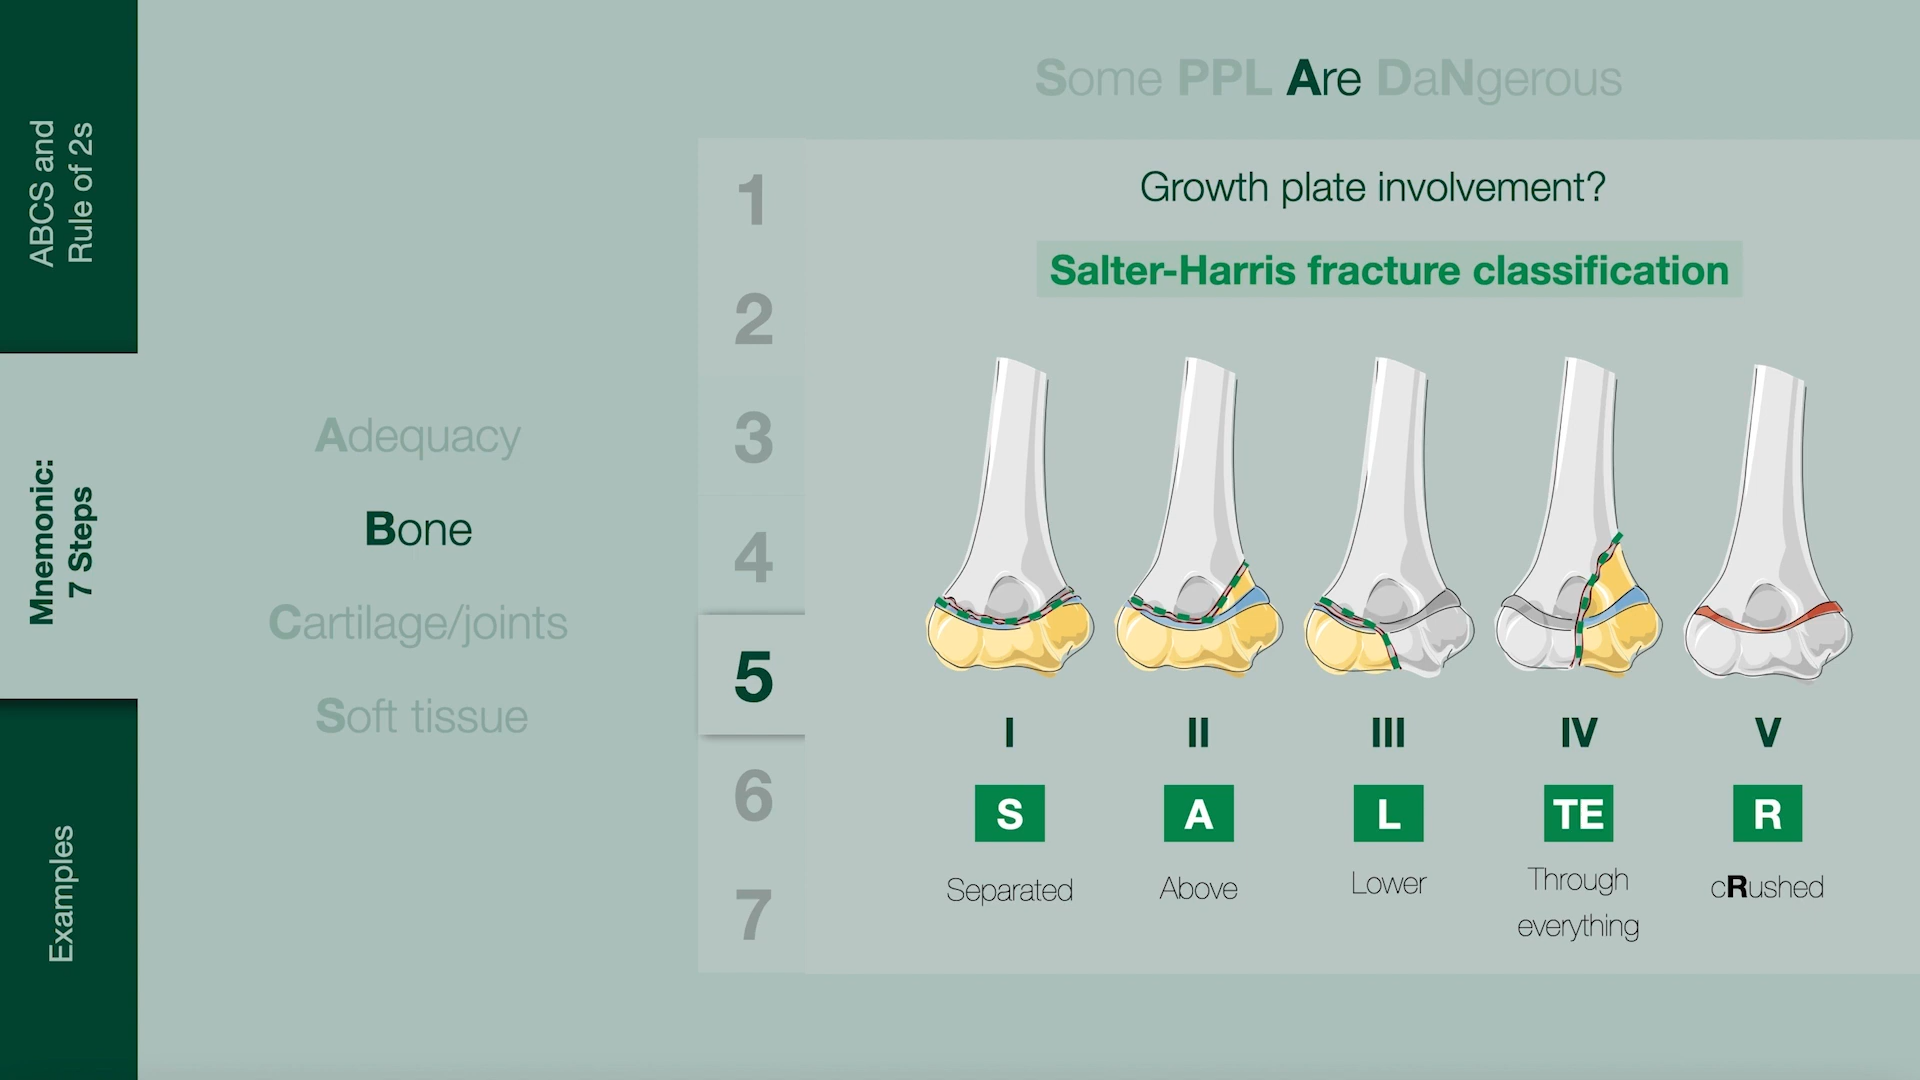 ABCS and
Rule of 2s
Mnemonic:
7 Steps
Examples
Adequacy
Bone
Cartilage/joints
Soft tissue
Some PPL Are DaNgerous
1
2
3
4
5
6
7
Growth plate involvement?
Salter-Harris fracture classification
I II III IV V
S A L TE R
Separated Above Lower Through everything cRushed